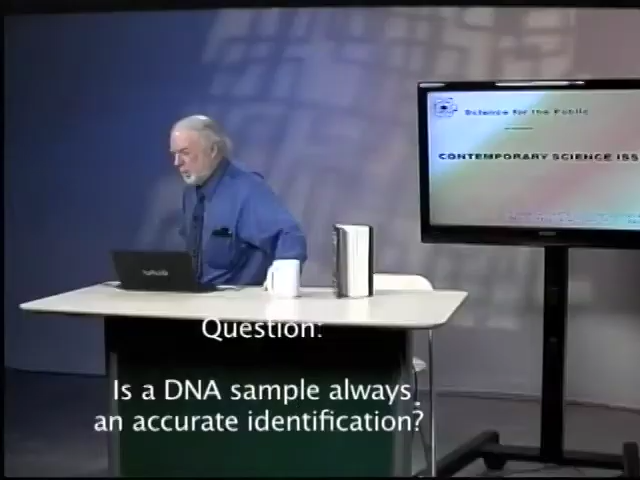 Science for the Public
CONTEMPORARY SCIENCE ISS
Question:
Is a DNA sample always
an accurate identification?